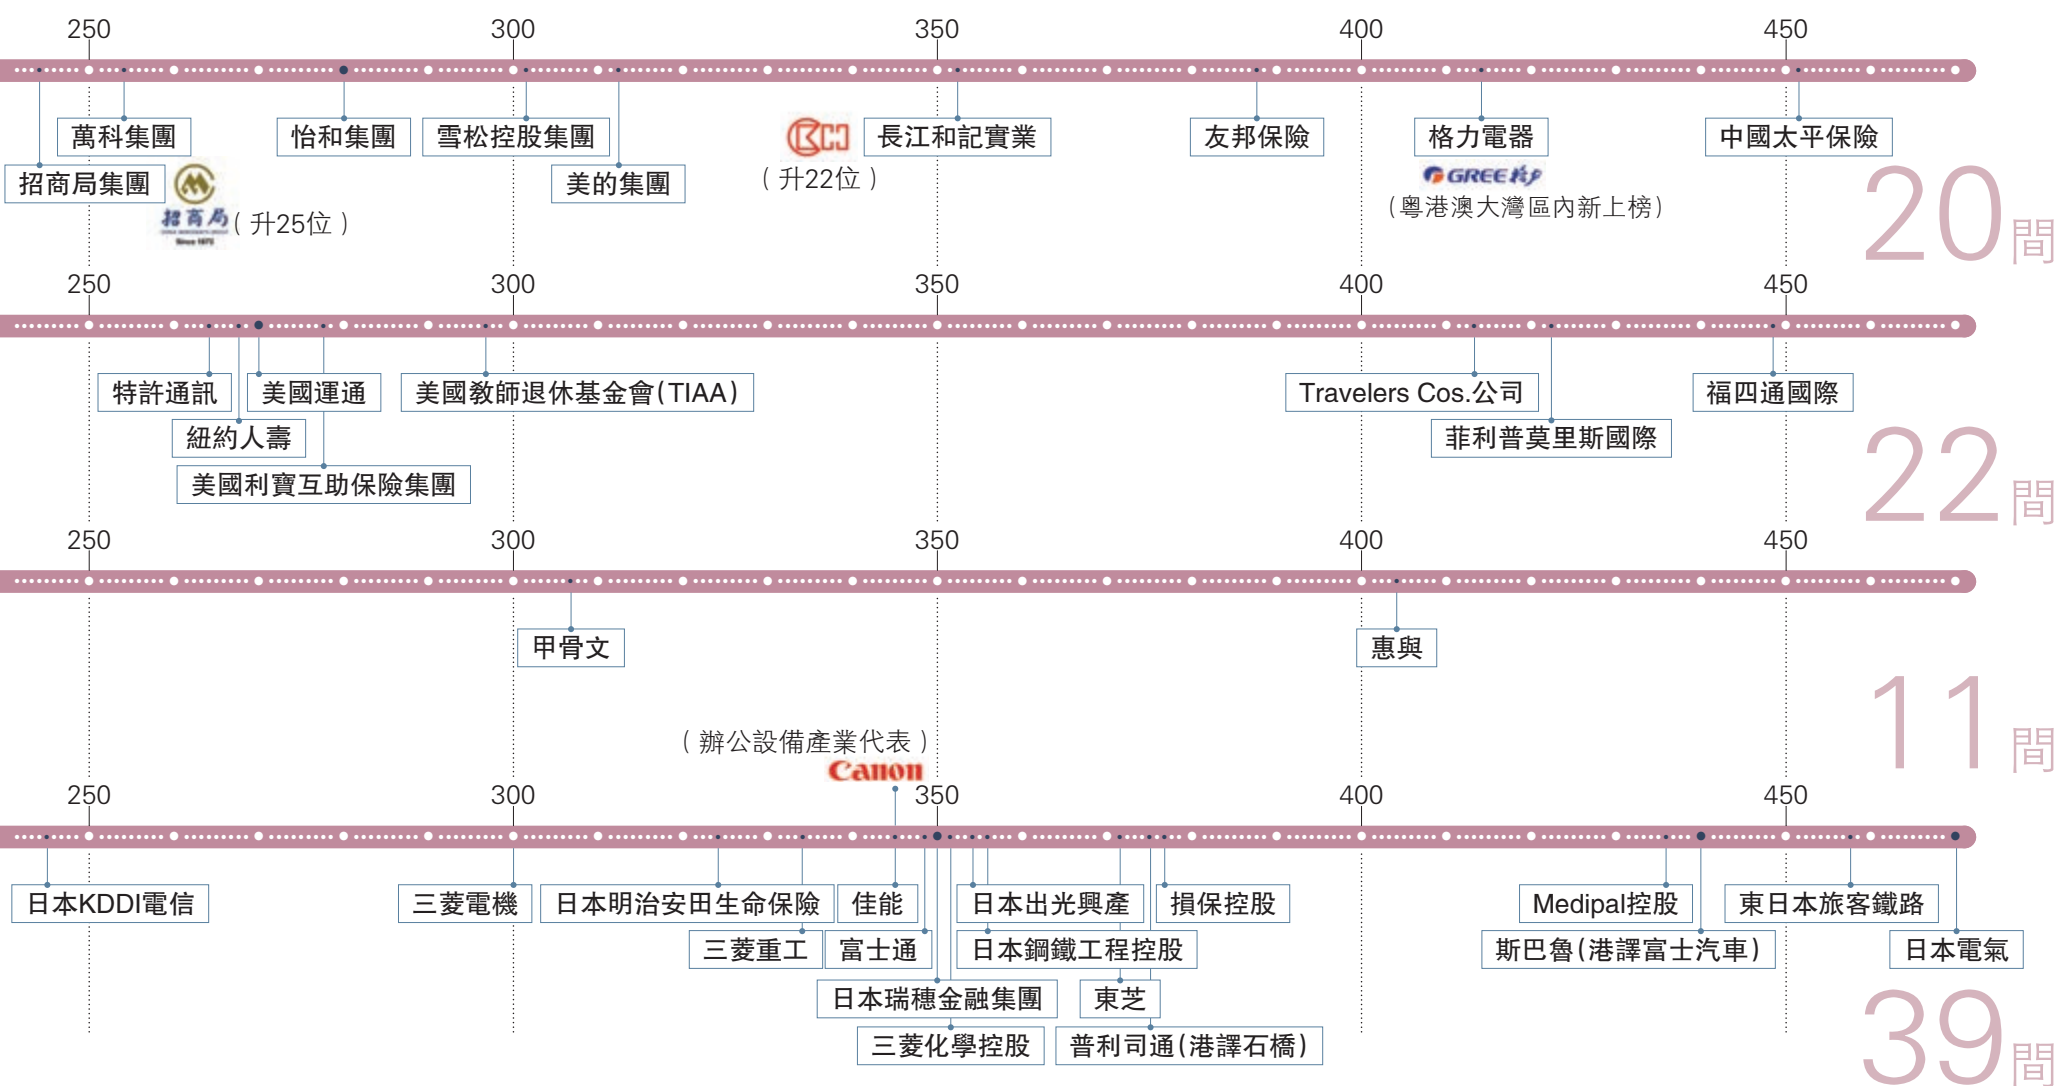 250 300 350 400 450
萬科集團 怡和集團 雪松控股集團 長江和記實業 友邦保險 格力電器 中國太平保險
招商局集團 美的集團 (升22位) GREE格力
招商局 (升25位) (粵港澳大灣區內新上榜)
Since 1872
20間
250 300 350 400 450
特許通訊 美國運通 美國教師退休基金會(TIAA) Travelers Cos.公司 福四通國際
紐約人壽 菲利普莫里斯國際
美國利寶互助保險集團
22間
250 300 350 400 450
甲骨文 惠與
11間
(辦公設備產業代表)
Canon
250 300 350 400 450
日本KDDI電信 三菱電機 日本明治安田生命保險 佳能 日本出光興產 損保控股 Medipal控股 東日本旅客鐵路
三菱重工 富士通 日本鋼鐵工程控股 斯巴魯(港譯富士汽車) 日本電氣
日本瑞穗金融集團 東芝
三菱化學控股 普利司通(港譯石橋)
39間